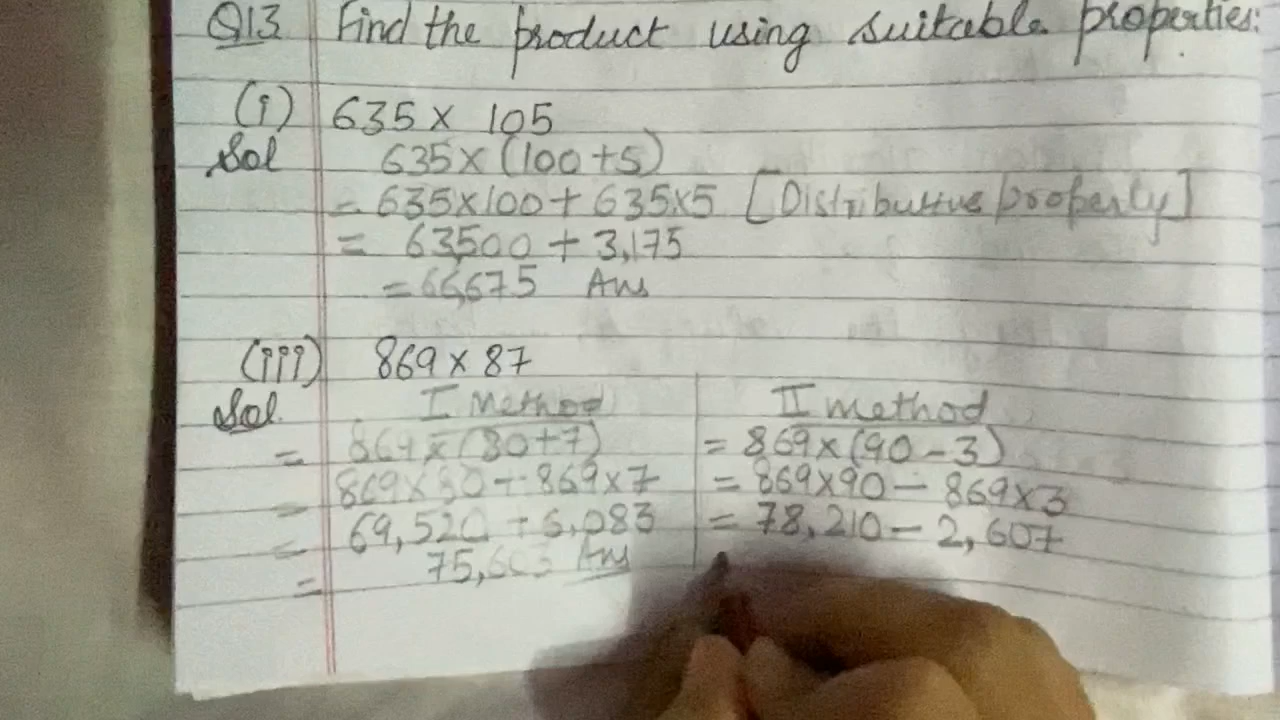 Q13 Find the product using suitable properties:
(i) 635 × 105
Sol 635 × (100 + 5)
= 635 × 100 + 635 × 5 [Distributive property]
= 63500 + 3,175
= 66,675 Ans
(iii) 869 × 87
Sol. I Method
= 869 × (80 + 7)
= 869 × 80 + 869 × 7
= 69,520 + 6,083
= 75,603 Ans
II method
= 869 × (90 - 3)
= 869 × 90 - 869 × 3
= 78,210 - 2,607